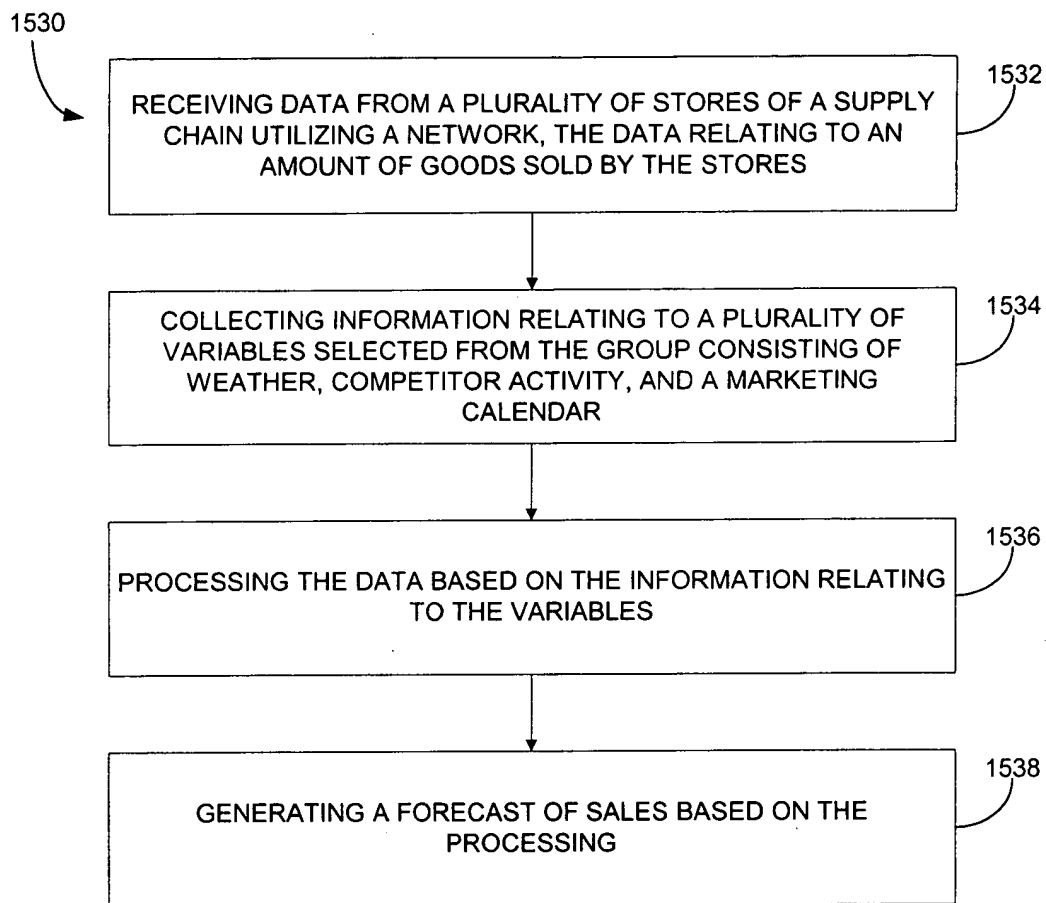 1530
1532
RECEIVING DATA FROM A PLURALITY OF STORES OF A SUPPLY
CHAIN UTILIZING A NETWORK, THE DATA RELATING TO AN
AMOUNT OF GOODS SOLD BY THE STORES
1534
COLLECTING INFORMATION RELATING TO A PLURALITY OF
VARIABLES SELECTED FROM THE GROUP CONSISTING OF
WEATHER, COMPETITOR ACTIVITY, AND A MARKETING
CALENDAR
1536
PROCESSING THE DATA BASED ON THE INFORMATION RELATING
TO THE VARIABLES
1538
GENERATING A FORECAST OF SALES BASED ON THE
PROCESSING